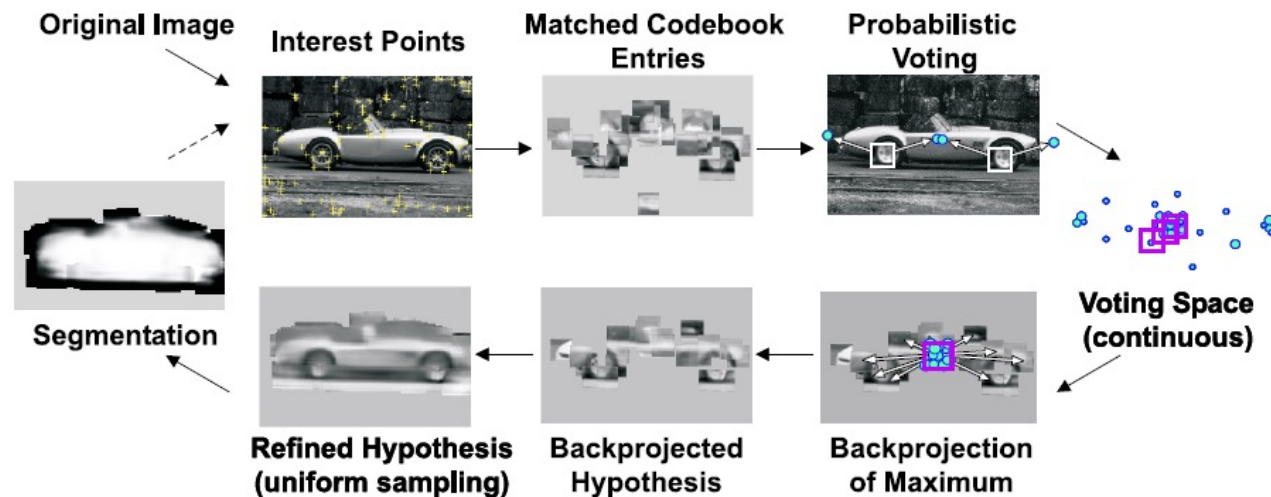 Original Image
Interest Points
Matched Codebook
Entries
Probabilistic
Voting
Voting Space
(continuous)
Segmentation
Refined Hypothesis
(uniform sampling)
Backprojected
Hypothesis
Backprojection
of Maximum